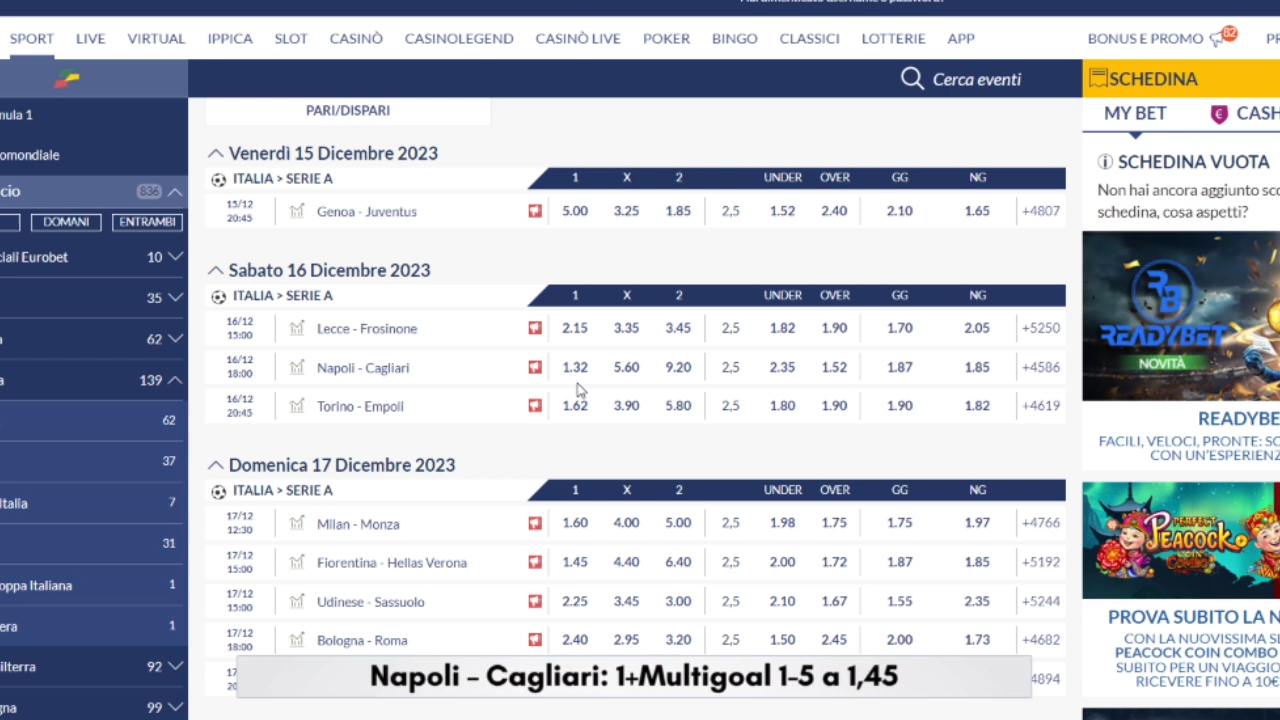 SPORT LIVE VIRTUAL IPPICA SLOT CASINÒ CASINOLEGEND CASINÒ LIVE POKER BINGO CLASSICI LOTTERIE APP BONUS E PROMO 82
Cerca eventi
SCHEDINA
MY BET
SCHEDINA VUOTA
Non hai ancora aggiunto
schedina, cosa aspetti?
READYBET
NOVITÀ
FACILI, VELOCI, PRONTE:
CON UN'ESPERIENZ
PERFECT
PEACOCK
COIN
COMBO
PROVA SUBITO LA N
CON LA NUOVISSIMA
PEACOCK COIN COMBO
SUBITO PER UN VIAGGIO
RICEVERE FINO A 10€
mula 1
836
DOMANI ENTRAMBI
Eurobet 10
35
62
139
62
37
Italia 7
31
oppa Italiana 1
1
92
99
PARI/DISPARI
Venerdì 15 Dicembre 2023
ITALIA > SERIE A 1 X 2 UNDER OVER GG NG
15/12
20:45
Genoa - Juventus 5.00 3.25 1.85 2,5 1.52 2.40 2.10 1.65 +4807
Sabato 16 Dicembre 2023
ITALIA > SERIE A 1 X 2 UNDER OVER GG NG
16/12
15:00
Lecce - Frosinone 2.15 3.35 3.45 2,5 1.82 1.90 1.70 2.05 +5250
16/12
18:00
Napoli - Cagliari 1.32 5.60 9.20 2,5 2.35 1.52 1.87 1.85 +4586
16/12
20:45
Torino - Empoli 1.62 3.90 5.80 2,5 1.80 1.90 1.90 1.82 +4619
Domenica 17 Dicembre 2023
ITALIA > SERIE A 1 X 2 UNDER OVER GG NG
17/12
12:30
Milan - Monza 1.60 4.00 5.00 2,5 1.98 1.75 1.75 1.97 +4766
17/12
15:00
Fiorentina - Hellas Verona 1.45 4.40 6.40 2,5 2.00 1.72 1.87 1.85 +5192
17/12
15:00
Udinese - Sassuolo 2.25 3.45 3.00 2,5 2.10 1.67 1.55 2.35 +5244
17/12
18:00
Bologna - Roma 2.40 2.95 3.20 2,5 1.50 2.45 2.00 1.73 +4682
Napoli – Cagliari: 1+Multigoal 1-5 a 1,45